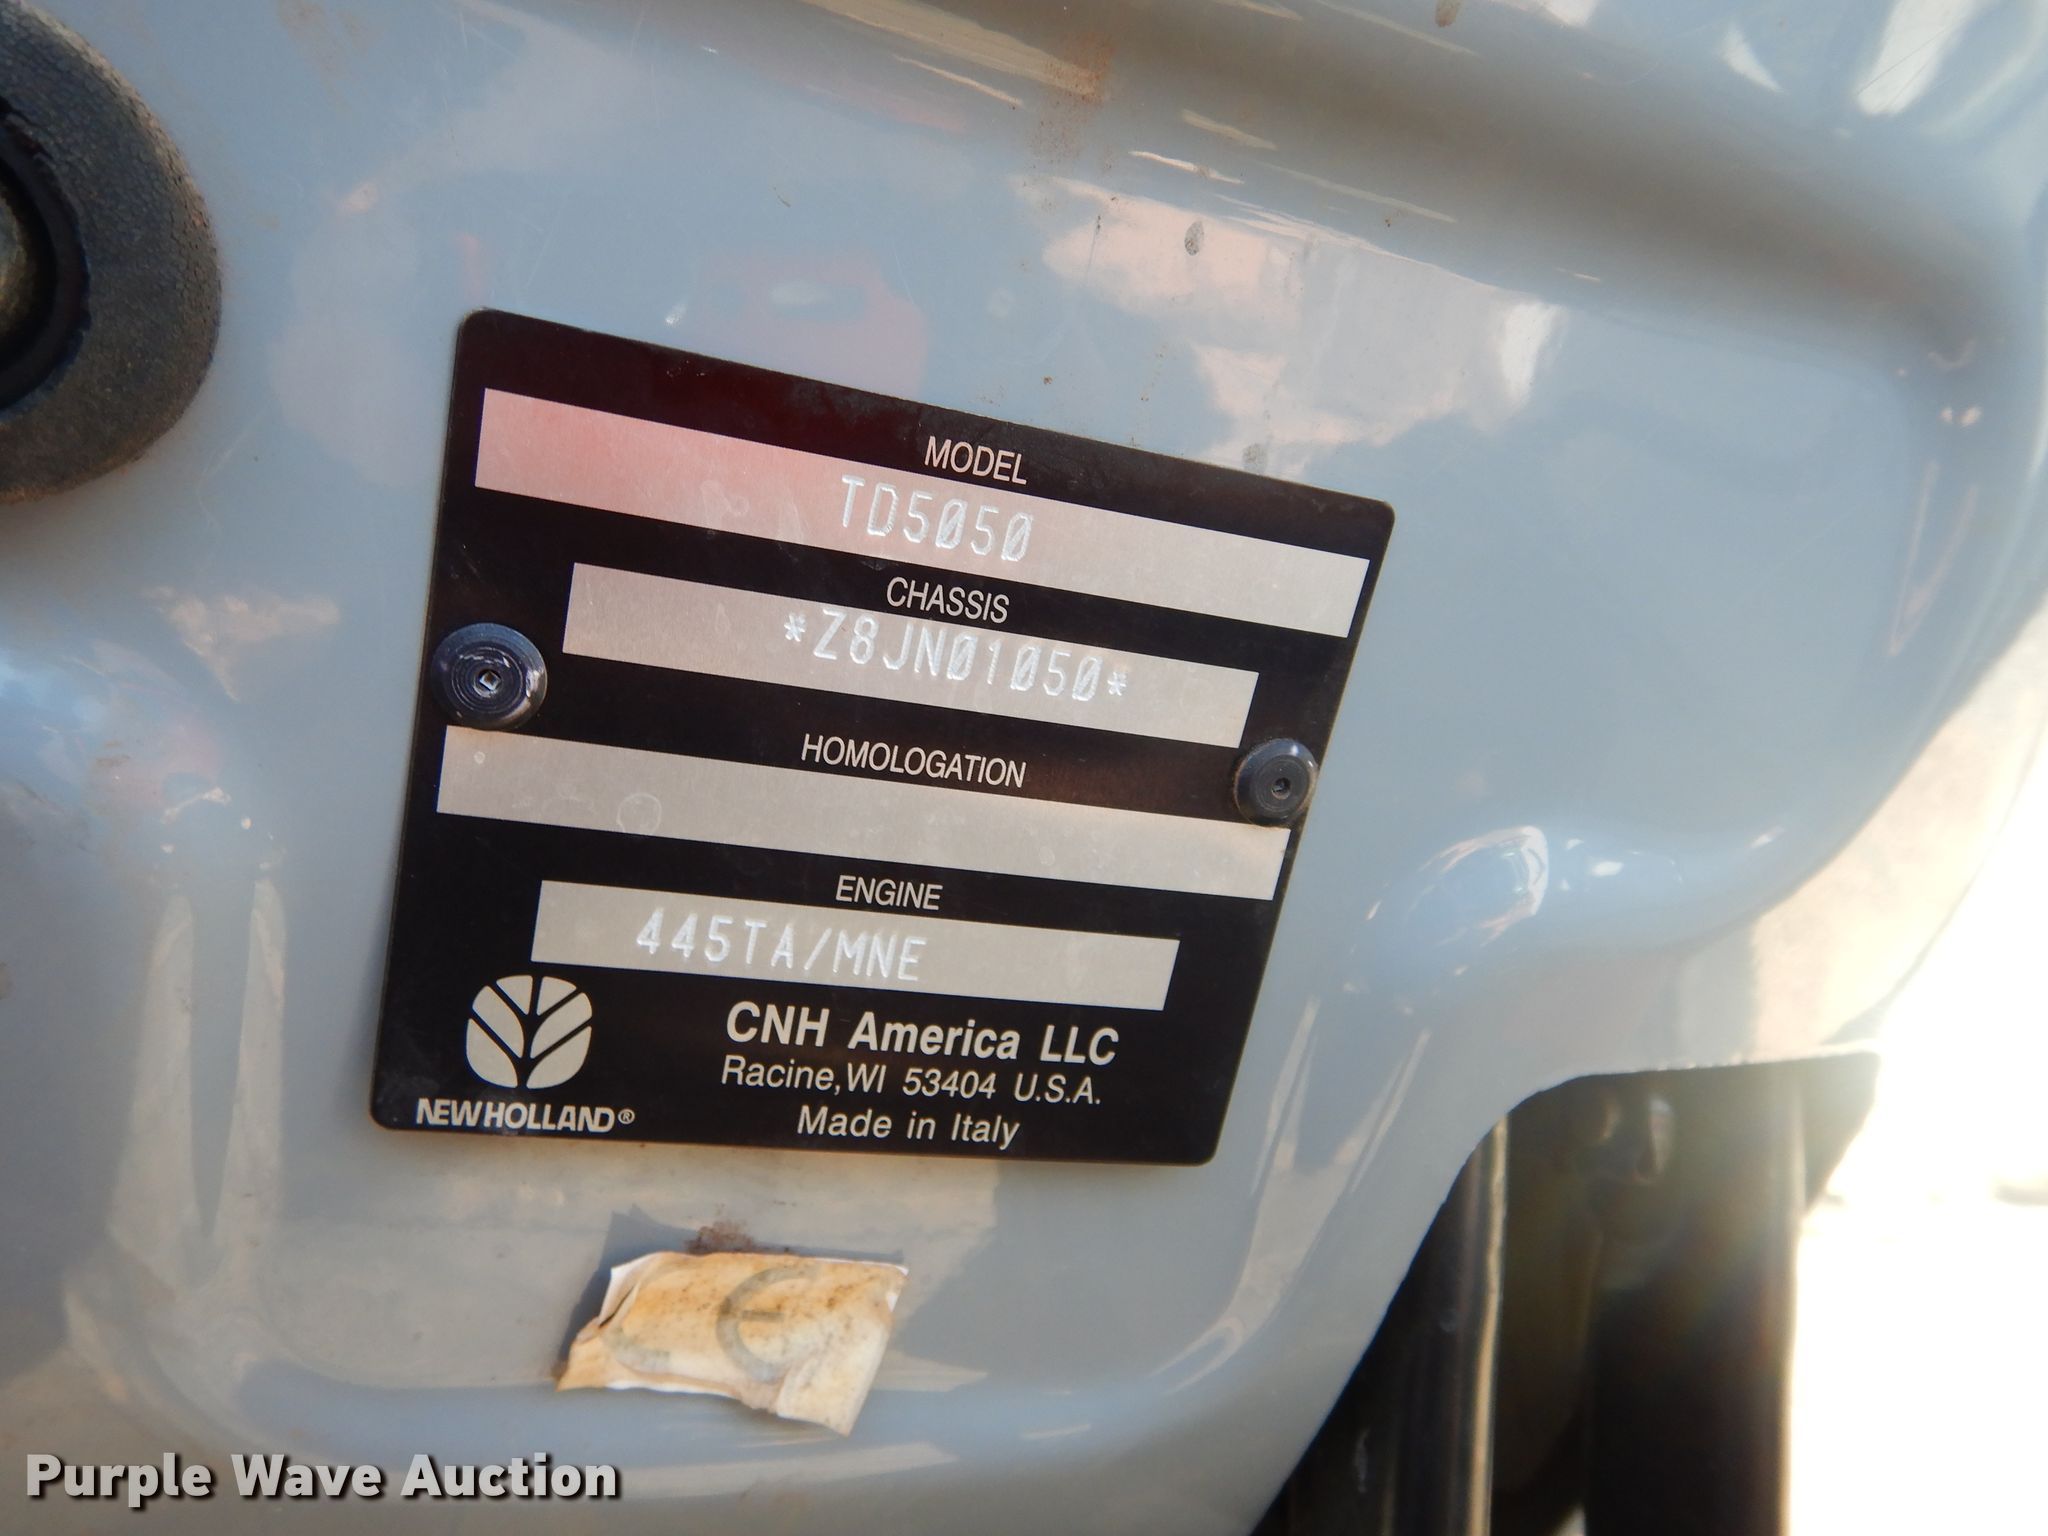 MODEL
TD5050
CHASSIS
*Z8JN01050*
HOMOLOGATION
ENGINE
445TA/MNE
CNH America LLC
Racine, WI 53404 U.S.A.
Made in Italy
NEW HOLLAND®
CE
Purple Wave Auction